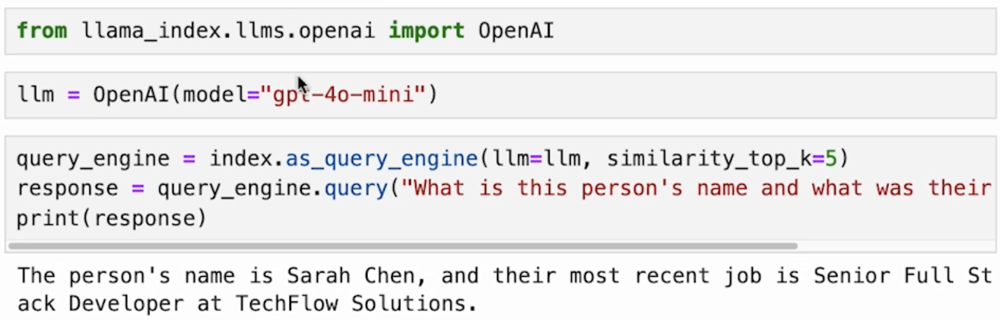 from llama_index.llms.openai import OpenAI
llm = OpenAI(model="gpt-4o-mini")
query_engine = index.as_query_engine(llm=llm, similarity_top_k=5)
response = query_engine.query("What is this person's name and what was their
print(response)
The person's name is Sarah Chen, and their most recent job is Senior Full St
ack Developer at TechFlow Solutions.